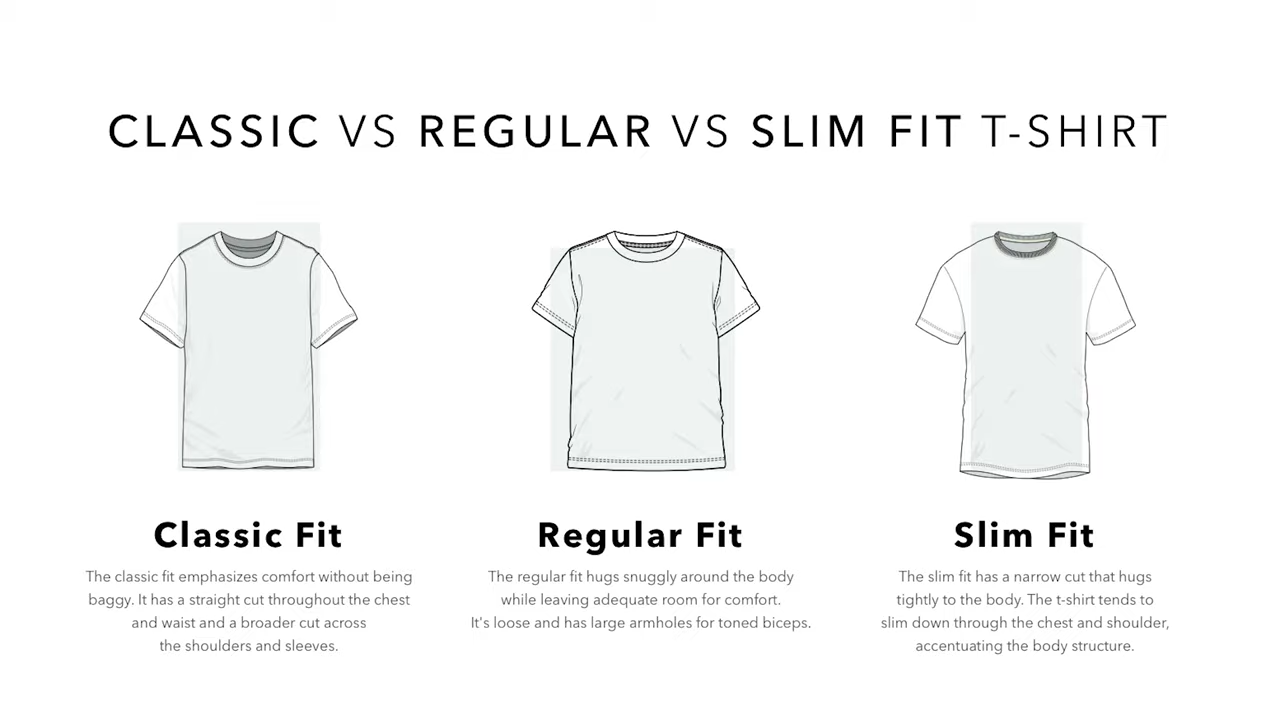 CLASSIC VS REGULAR VS SLIM FIT T-SHIRT
Classic Fit
The classic fit emphasizes comfort without being
baggy. It has a straight cut throughout the chest
and waist and a broader cut across
the shoulders and sleeves.
Regular Fit
The regular fit hugs snuggly around the body
while leaving adequate room for comfort.
It's loose and has large armholes for toned biceps.
Slim Fit
The slim fit has a narrow cut that hugs
tightly to the body. The t-shirt tends to
slim down through the chest and shoulder,
accentuating the body structure.